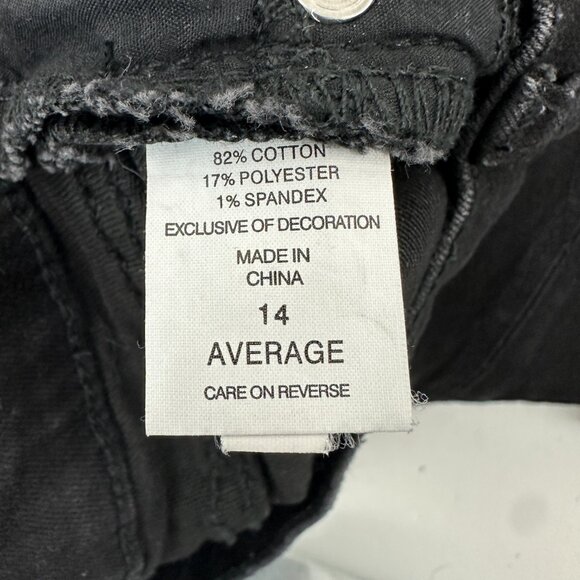 82% COTTON
17% POLYESTER
1% SPANDEX
EXCLUSIVE OF DECORATION
MADE IN
CHINA
14
AVERAGE
CARE ON REVERSE